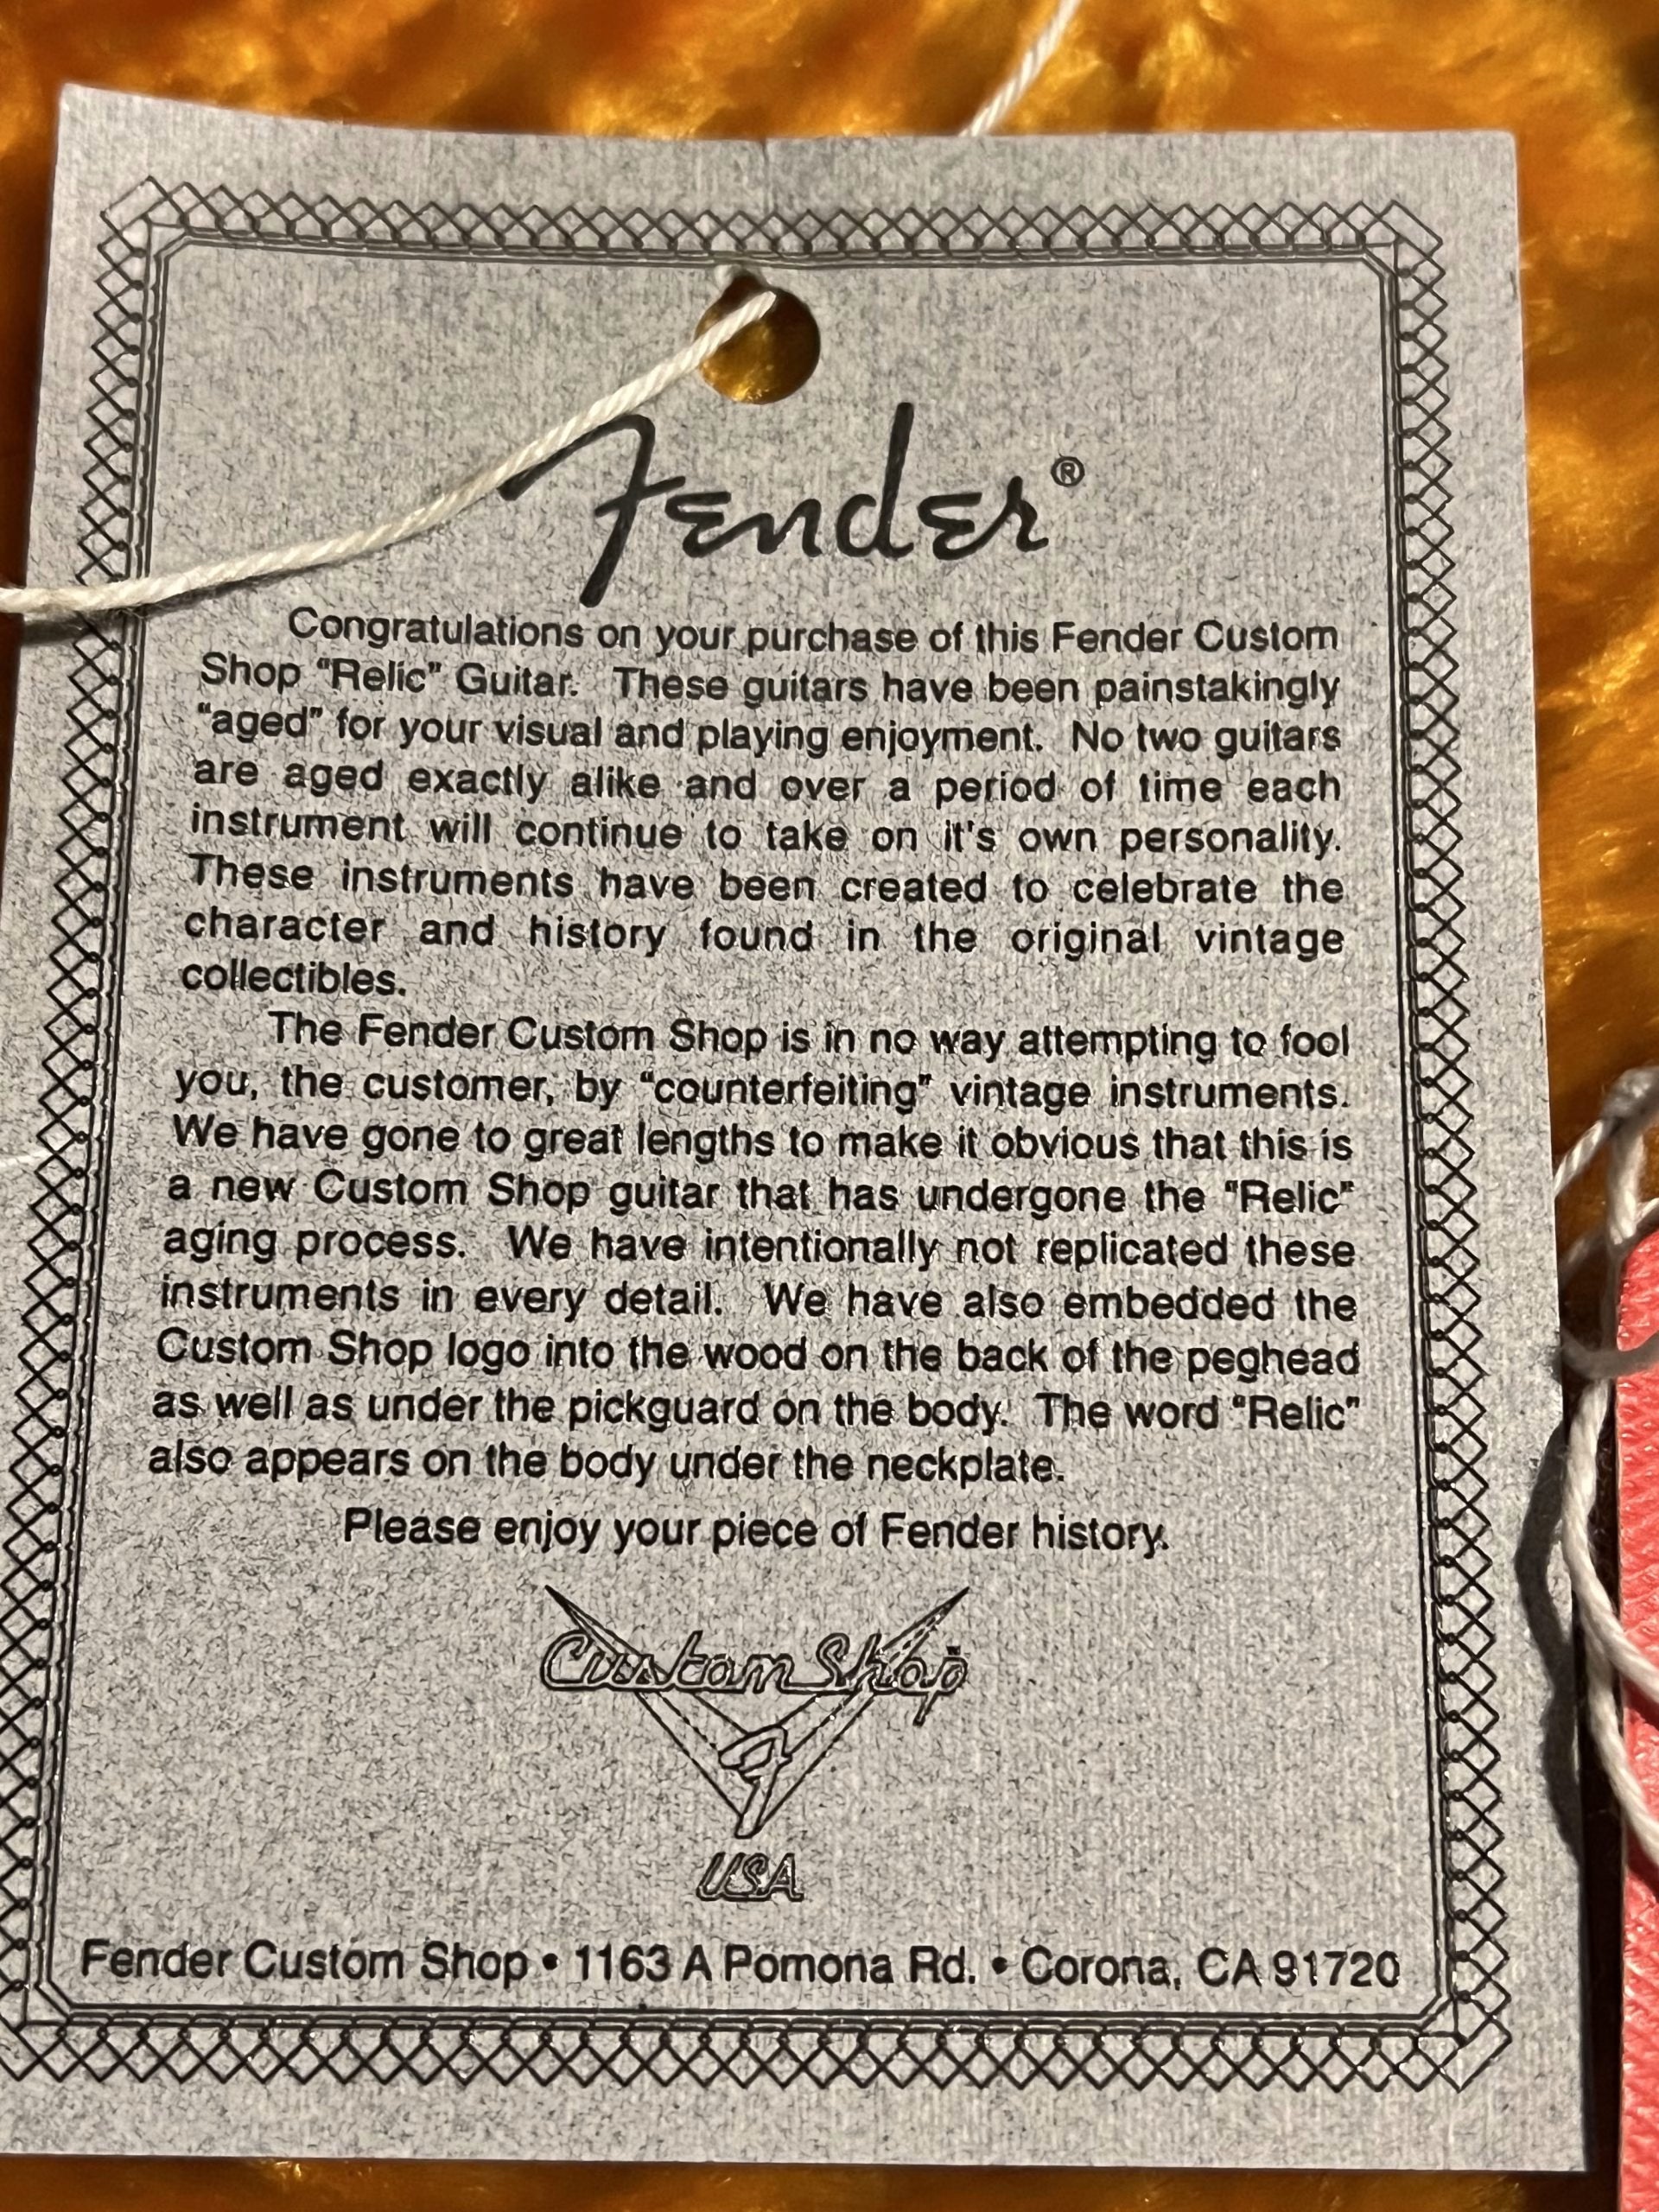 Fender®
Congratulations on your purchase of this Fender Custom
Shop “Relic” Guitar. These guitars have been painstakingly
“aged” for your visual and playing enjoyment. No two guitars
are aged exactly alike and over a period of time each
instrument will continue to take on it's own personality.
These instruments have been created to celebrate the
character and history found in the original vintage
collectibles.
The Fender Custom Shop is in no way attempting to fool
you, the customer, by “counterfeiting” vintage instruments.
We have gone to great lengths to make it obvious that this is
a new Custom Shop guitar that has undergone the “Relic”
aging process. We have intentionally not replicated these
instruments in every detail. We have also embedded the
Custom Shop logo into the wood on the back of the peghead
as well as under the pickguard on the body. The word “Relic”
also appears on the body under the neckplate.
Please enjoy your piece of Fender history.
Custom Shop
F
USA
Fender Custom Shop • 1163 A Pomona Rd. • Corona, CA 91720